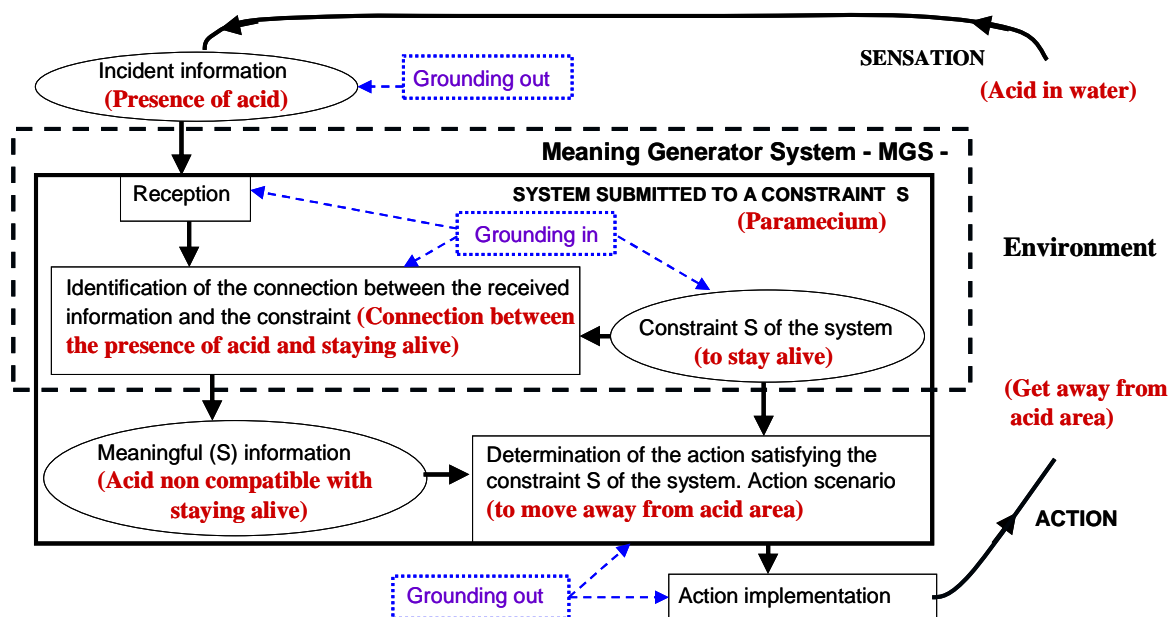 SENSATION
(Acid in water)
Incident information
(Presence of acid)
Grounding out
Meaning Generator System - MGS -
Reception
SYSTEM SUBMITTED TO A CONSTRAINT S
(Paramecium)
Grounding in
Environment
Identification of the connection between the received
information and the constraint (Connection between
the presence of acid and staying alive)
Constraint S of the system
(to stay alive)
(Get away from
acid area)
Meaningful (S) information
(Acid non compatible with
staying alive)
Determination of the action satisfying the
constraint S of the system. Action scenario
(to move away from acid area)
ACTION
Grounding out
Action implementation